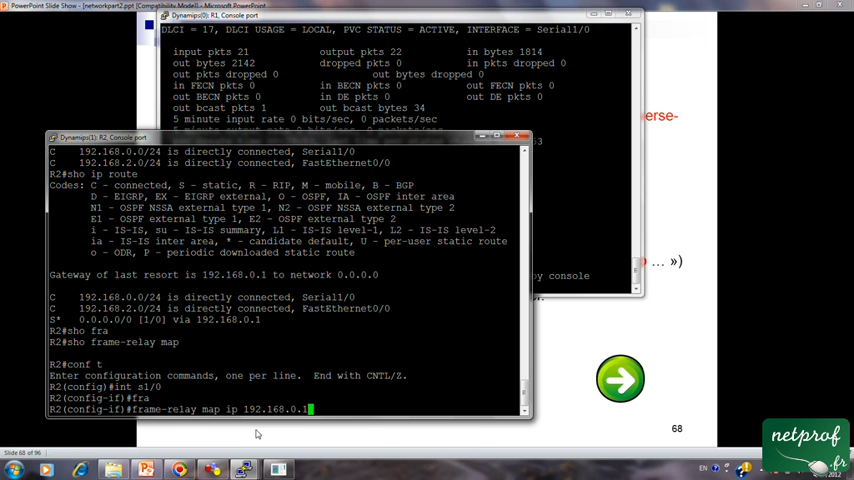 PowerPoint Slide Show - [networkpart2.ppt [Compatibility Mode] - Microsoft PowerPoint
Dynamips(0): R1, Console port
DLCI = 17, DLCI USAGE = LOCAL, PVC STATUS = ACTIVE, INTERFACE = Serial1/0
input pkts 21 output pkts 22 in bytes 1814
out bytes 2142 dropped pkts 0 in pkts dropped 0
out pkts dropped 0 out bytes dropped 0
in FECN pkts 0 in BECN pkts 0 out FECN pkts 0
out BECN pkts 0 in DE pkts 0 out DE pkts 0
out bcast pkts 1 out bcast bytes 34
5 minute input rate 0 bits/sec, 0 packets/sec
erse-
63
Dynamips(1): R2, Console port
C 192.168.0.0/24 is directly connected, Serial1/0
C 192.168.2.0/24 is directly connected, FastEthernet0/0
R2#sho ip route
Codes: C - connected, S - static, R - RIP, M - mobile, B - BGP
D - EIGRP, EX - EIGRP external, O - OSPF, IA - OSPF inter area
N1 - OSPF NSSA external type 1, N2 - OSPF NSSA external type 2
E1 - OSPF external type 1, E2 - OSPF external type 2
i - IS-IS, su - IS-IS summary, L1 - IS-IS level-1, L2 - IS-IS level-2
ia - IS-IS inter area, * - candidate default, U - per-user static route
o - ODR, P - periodic downloaded static route
Gateway of last resort is 192.168.0.1 to network 0.0.0.0
C 192.168.0.0/24 is directly connected, Serial1/0
C 192.168.2.0/24 is directly connected, FastEthernet0/0
S* 0.0.0.0/0 [1/0] via 192.168.0.1
R2#sho fra
R2#sho frame-relay map
R2#conf t
Enter configuration commands, one per line. End with CNTL/Z.
R2(config)#int s1/0
R2(config-if)#fra
R2(config-if)#frame-relay map ip 192.168.0.1
by console
… »)
68
netprof
.fr
Slide 68 of 96
EN
2012